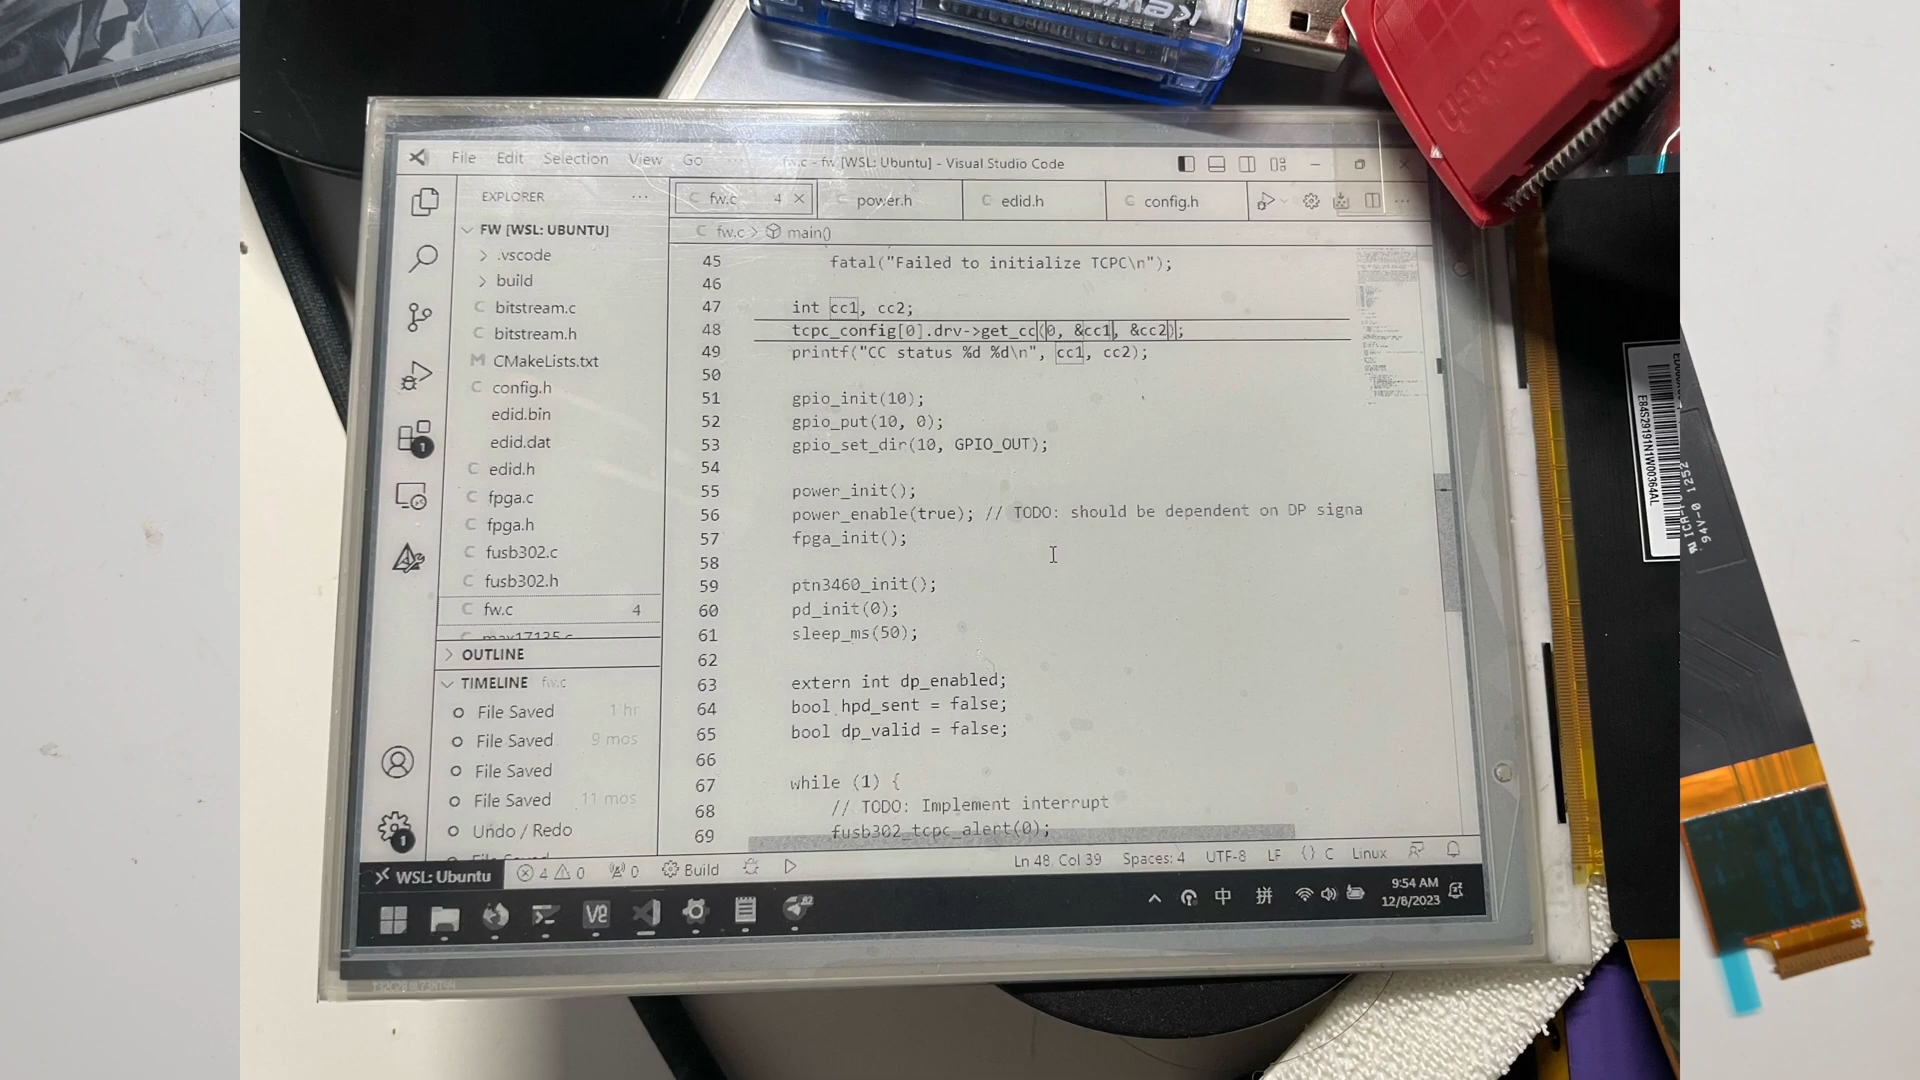 Scotch
File Edit Selection View Go fw.c - fw [WSL: Ubuntu] - Visual Studio Code
EXPLORER
fw.c 4
power.h
edid.h
config.h
FW [WSL: UBUNTU]
.vscode
build
bitstream.c
bitstream.h
CMakeLists.txt
config.h
edid.bin
edid.dat
edid.h
fpga.c
fpga.h
fusb302.c
fusb302.h
fw.c 4
max17135.c
OUTLINE
TIMELINE fw.c
File Saved 1 hr
File Saved 9 mos
File Saved
File Saved 11 mos
Undo / Redo
File Saved
fw.c > main()
45 fatal("Failed to initialize TCPC\n");
46
47 int cc1, cc2;
48 tcpc_config[0].drv->get_cc(0, &cc1, &cc2);
49 printf("CC status %d %d\n", cc1, cc2);
50
51 gpio_init(10);
52 gpio_put(10, 0);
53 gpio_set_dir(10, GPIO_OUT);
54
55 power_init();
56 power_enable(true); // TODO: should be dependent on DP signa
57 fpga_init();
58
59 ptn3460_init();
60 pd_init(0);
61 sleep_ms(50);
62
63 extern int dp_enabled;
64 bool hpd_sent = false;
65 bool dp_valid = false;
66
67 while (1) {
68 // TODO: Implement interrupt
69 fusb302_tcpc_alert(0);
WSL: Ubuntu 4 0 0 Build Ln 48, Col 39 Spaces: 4 UTF-8 LF {} C Linux
中 拼 9:54 AM
12/8/2023
E84S29191N1W00364AL
94V-0 1252